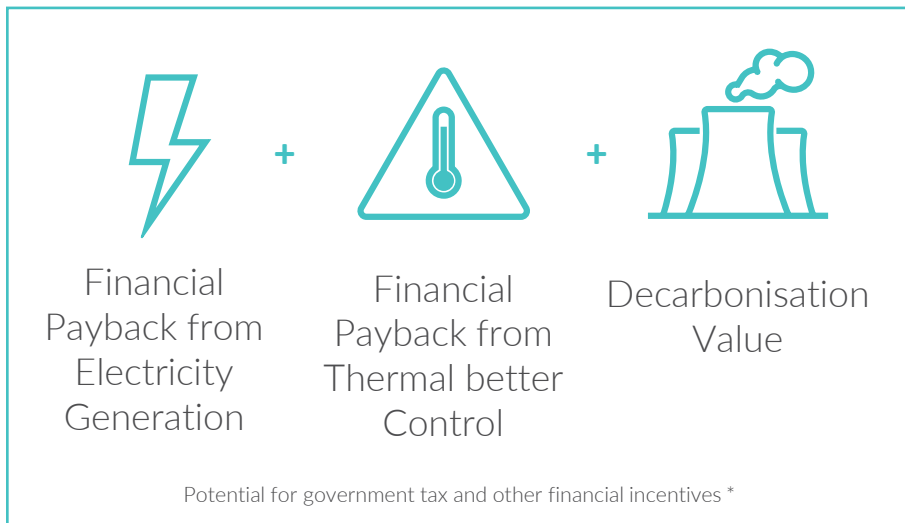 +
+
Financial
Payback from
Electricity
Generation
Financial
Payback from
Thermal better
Control
Decarbonisation
Value
Potential for government tax and other financial incentives *